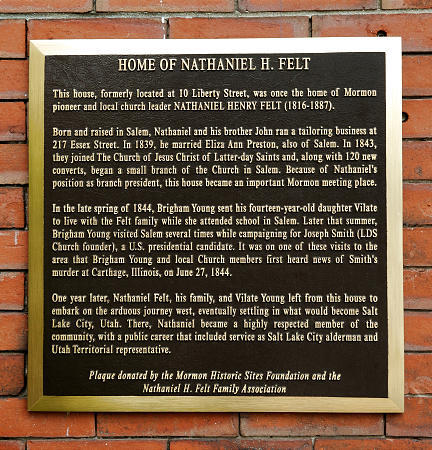 HOME OF NATHANIEL H. FELT
This house, formerly located at 10 Liberty Street, was once the home of Mormon
pioneer and local church leader NATHANIEL HENRY FELT (1816-1887).
Born and raised in Salem, Nathaniel and his brother John ran a tailoring business at
217 Essex Street. In 1839, he married Eliza Ann Preston, also of Salem. In 1843,
they joined The Church of Jesus Christ of Latter-day Saints and, along with 120 new
converts, began a small branch of the Church in Salem. Because of Nathaniel's
position as branch president, this house became an important Mormon meeting place.
In the late spring of 1844, Brigham Young sent his fourteen-year-old daughter Vilate
to live with the Felt family while she attended school in Salem. Later that summer,
Brigham Young visited Salem several times while campaigning for Joseph Smith (LDS
Church founder), a U.S. presidential candidate. It was on one of these visits to the
area that Brigham Young and local Church members first heard news of Smith's
murder at Carthage, Illinois, on June 27, 1844.
One year later, Nathaniel Felt, his family, and Vilate Young left from this house to
embark on the arduous journey west, eventually settling in what would become Salt
Lake City, Utah. There, Nathaniel became a highly respected member of the
community, with a public career that included service as Salt Lake City alderman and
Utah Territorial representative.
Plaque donated by the Mormon Historic Sites Foundation and the
Nathaniel H. Felt Family Association